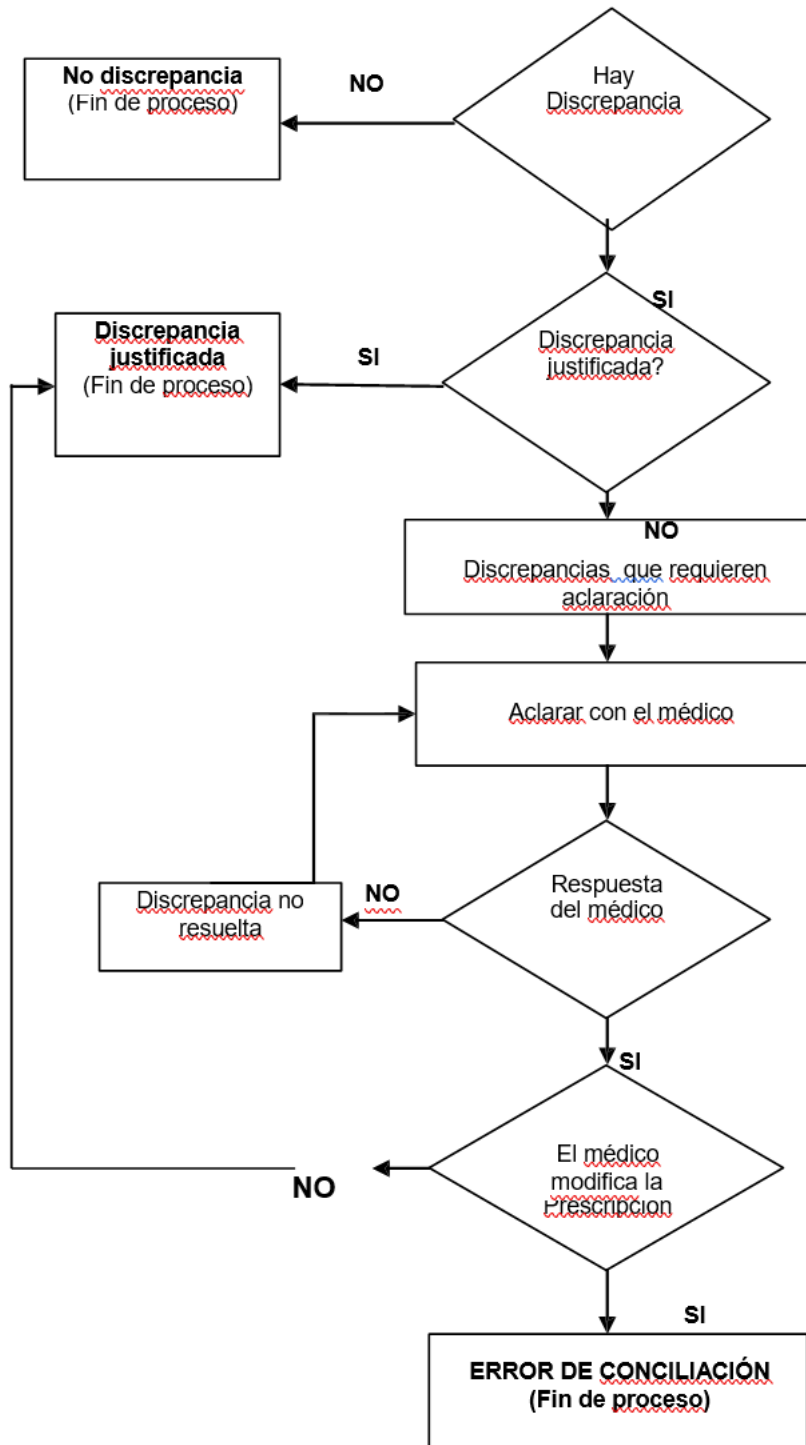 No discrepancia
(Fin de proceso)
NO
Hay
Discrepancia
SI
Discrepancia
justificada
(Fin de proceso)
SI
Discrepancia
justificada?
NO
Discrepancias que requieren
aclaración
Aclarar con el médico
Discrepancia no
resuelta
NO
Respuesta
del médico
SI
El médico
modifica la
Prescripcion
NO
SI
ERROR DE CONCILIACIÓN
(Fin de proceso)